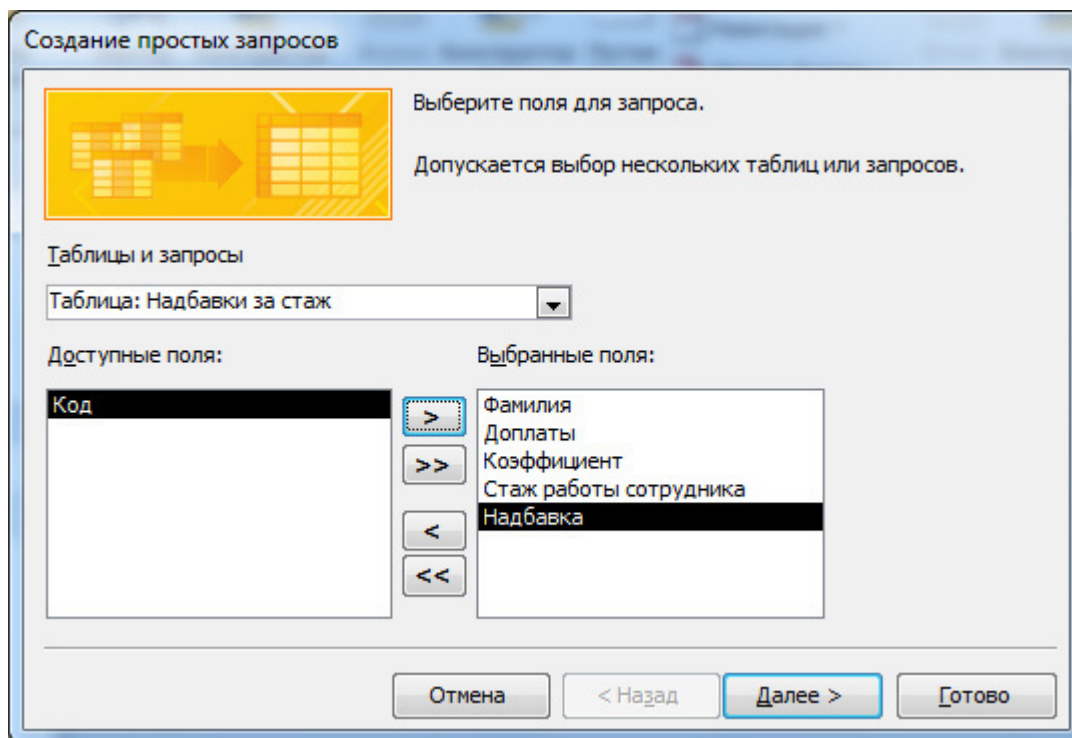 Создание простых запросов
Выберите поля для запроса.
Допускается выбор нескольких таблиц или запросов.
Таблицы и запросы
Таблица: Надбавки за стаж
Доступные поля:
Выбранные поля:
Код
>
>>
<
<<
Фамилия
Доплаты
Коэффициент
Стаж работы сотрудника
Надбавка
Отмена
< Назад
Далее >
Готово